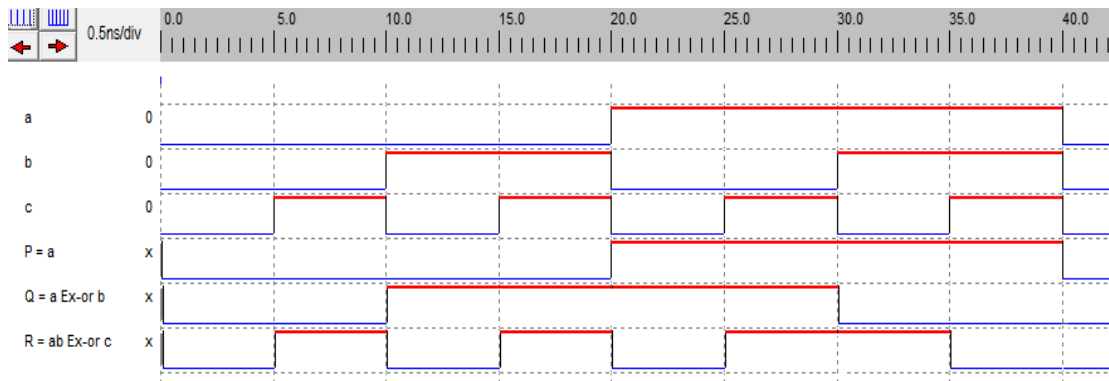 0.5ns/div 0.0 5.0 10.0 15.0 20.0 25.0 30.0 35.0 40.0
a 0
b 0
c 0
P = a x
Q = a Ex-or b x
R = ab Ex-or c x